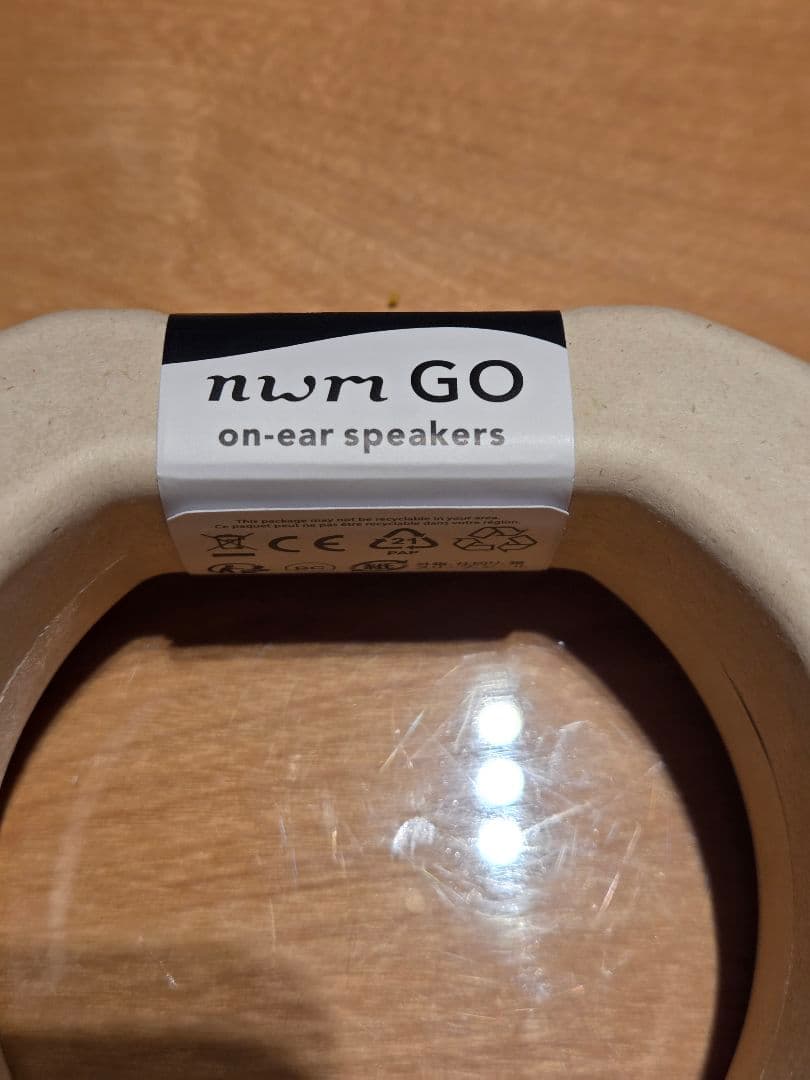 nwm GO
on-ear speakers
This package may not be recyclable in your area.
Ce paquet peut ne pas être recyclable dans votre région.
CE 21
PAP